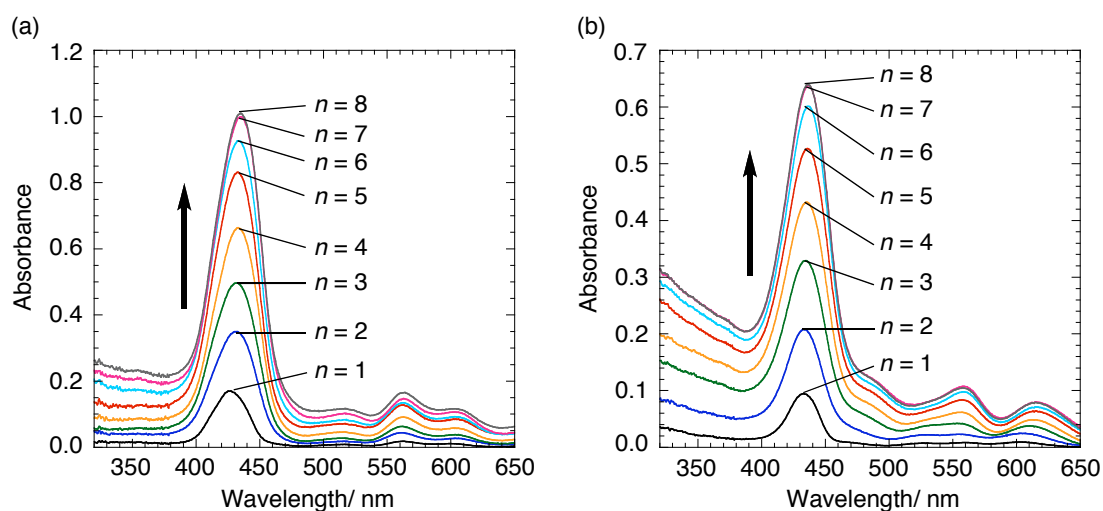 (a)
1.2
1.0
0.8
0.6
0.4
0.2
0.0
Absorbance
350 400 450 500 550 600 650
Wavelength/ nm
n = 8
n = 7
n = 6
n = 5
n = 4
n = 3
n = 2
n = 1
(b)
0.7
0.6
0.5
0.4
0.3
0.2
0.1
0.0
Absorbance
350 400 450 500 550 600 650
Wavelength/ nm
n = 8
n = 7
n = 6
n = 5
n = 4
n = 3
n = 2
n = 1